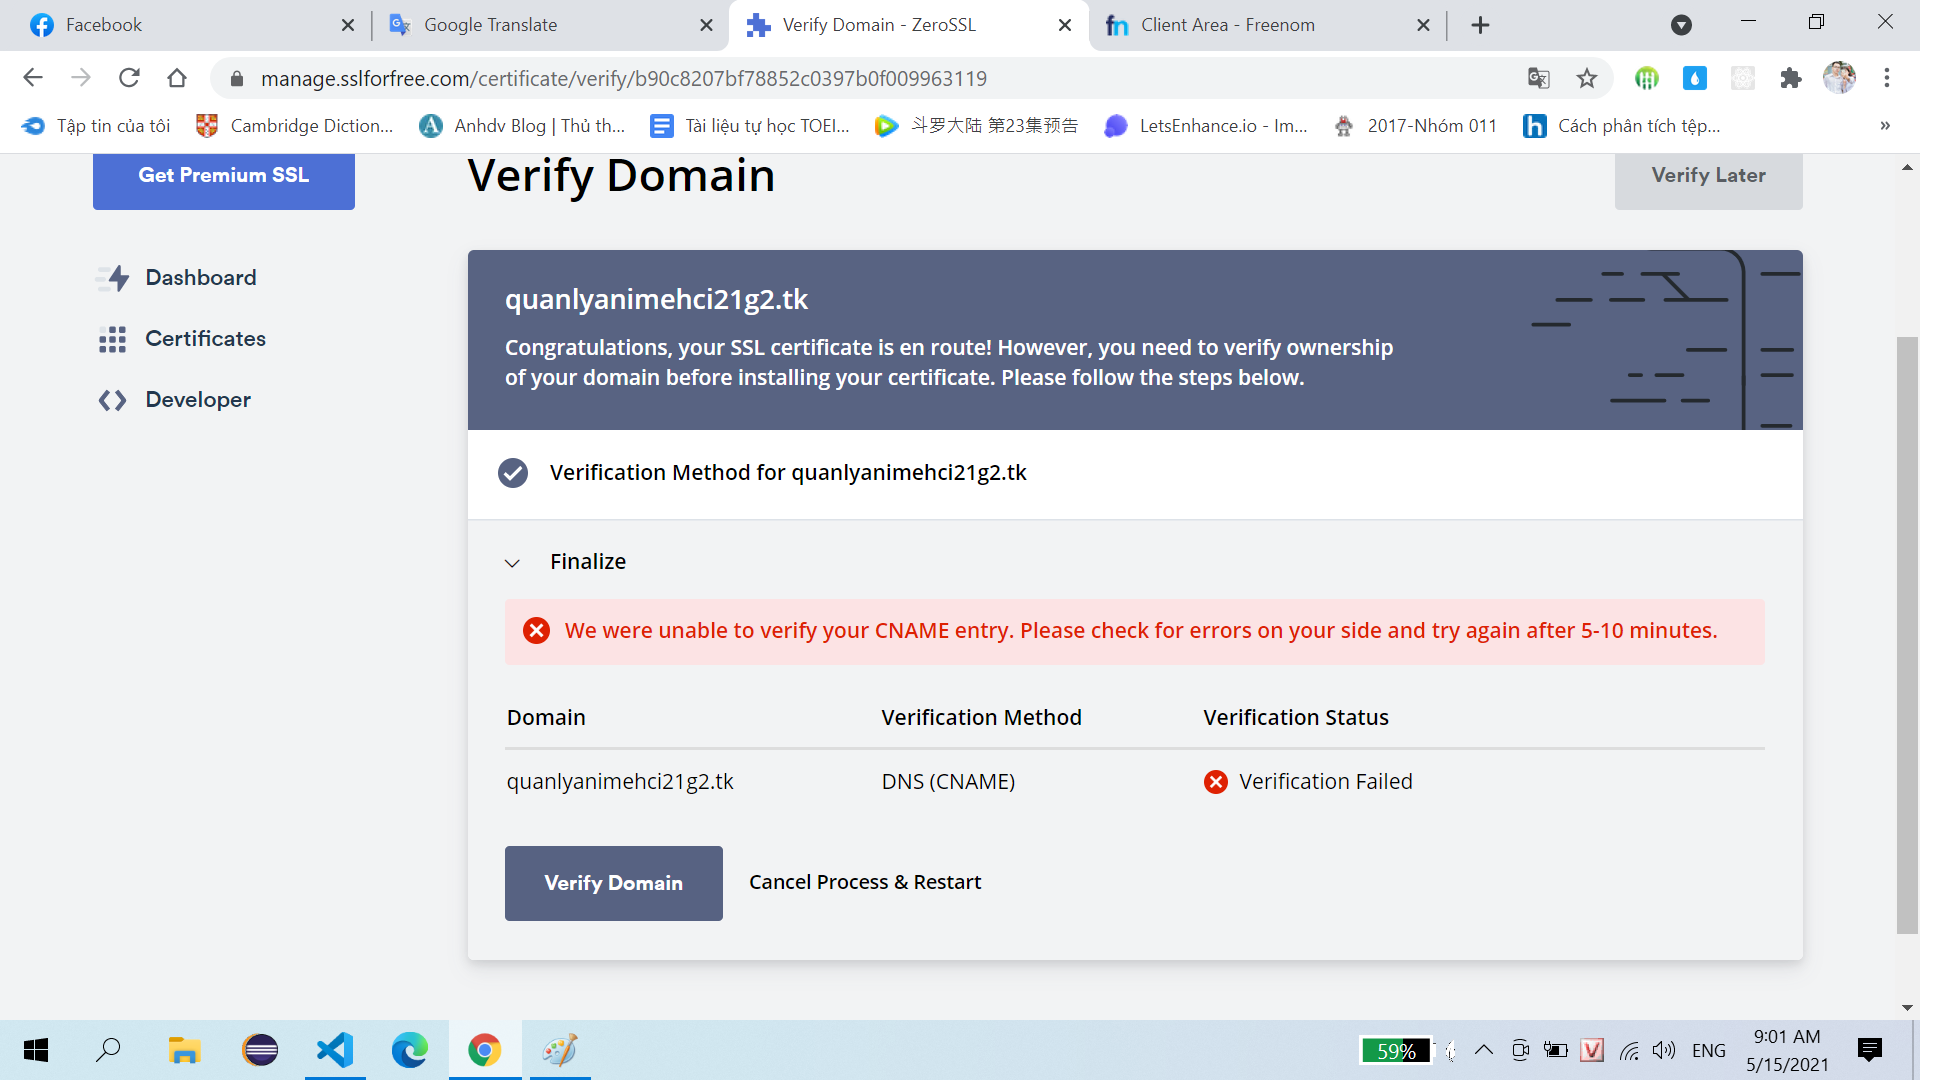 Facebook
Google Translate
Verify Domain - ZeroSSL
Client Area - Freenom
manage.sslforfree.com/certificate/verify/b90c8207bf78852c0397b0f009963119
Tập tin của tôi
Cambridge Diction...
Anhdv Blog | Thủ th...
Tài liệu tự học TOEI...
斗罗大陆 第23集预告
LetsEnhance.io - Im...
2017-Nhóm 011
Cách phân tích tệp...
»
Get Premium SSL
Verify Domain
Verify Later
Dashboard
Certificates
Developer
quanlyanimehci21g2.tk
Congratulations, your SSL certificate is en route! However, you need to verify ownership
of your domain before installing your certificate. Please follow the steps below.
Verification Method for quanlyanimehci21g2.tk
Finalize
We were unable to verify your CNAME entry. Please check for errors on your side and try again after 5-10 minutes.
Domain Verification Method Verification Status
quanlyanimehci21g2.tk DNS (CNAME) Verification Failed
Verify Domain Cancel Process & Restart
59%
ENG
9:01 AM
5/15/2021